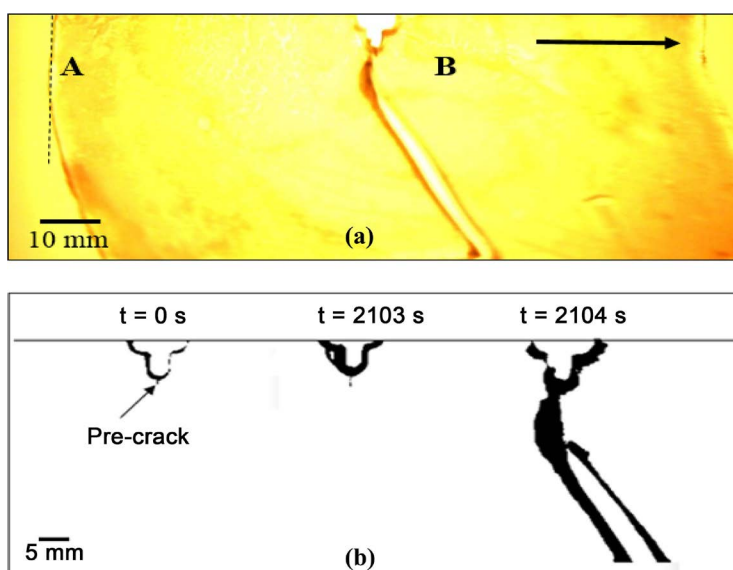 A
B
10 mm
(a)
t = 0 s
t = 2103 s
t = 2104 s
Pre-crack
5 mm
(b)